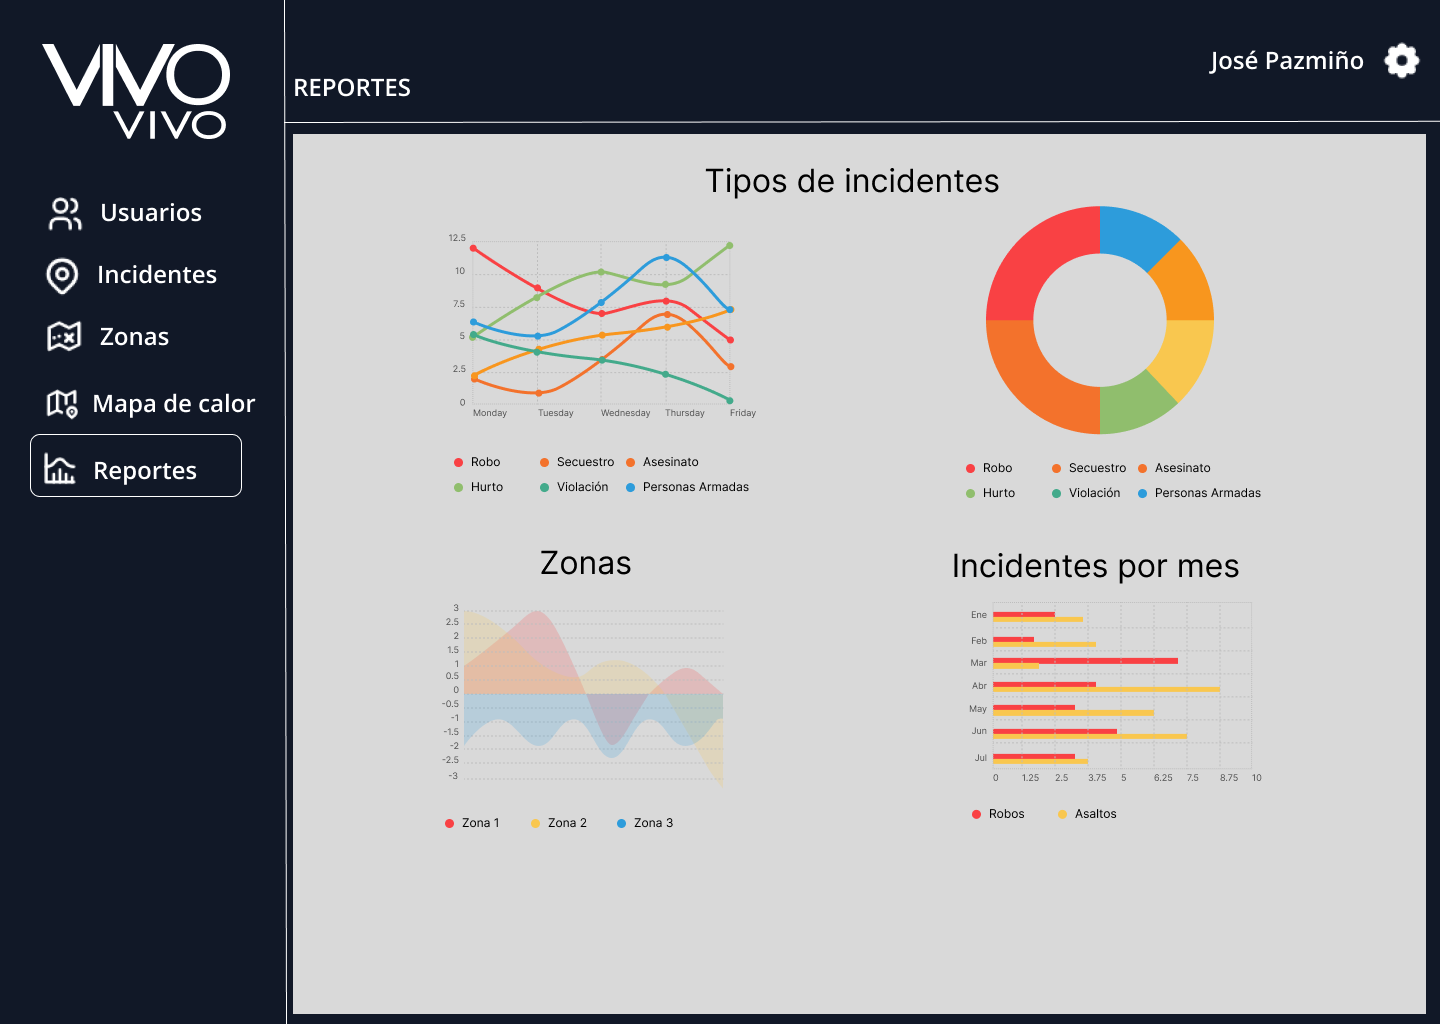 VIVO
VIVO
Usuarios
Incidentes
Zonas
Mapa de calor
Reportes
REPORTES
José Pazmiño
Tipos de incidentes
12.5
10
7.5
5
2.5
0
Monday Tuesday Wednesday Thursday Friday
Robo Secuestro Asesinato
Hurto Violación Personas Armadas
Robo Secuestro Asesinato
Hurto Violación Personas Armadas
Zonas
3
2.5
2
1.5
1
0.5
0
-0.5
-1
-1.5
-2
-2.5
-3
Zona 1 Zona 2 Zona 3
Incidentes por mes
Ene
Feb
Mar
Abr
May
Jun
Jul
0 1.25 2.5 3.75 5 6.25 7.5 8.75 10
Robos Asaltos